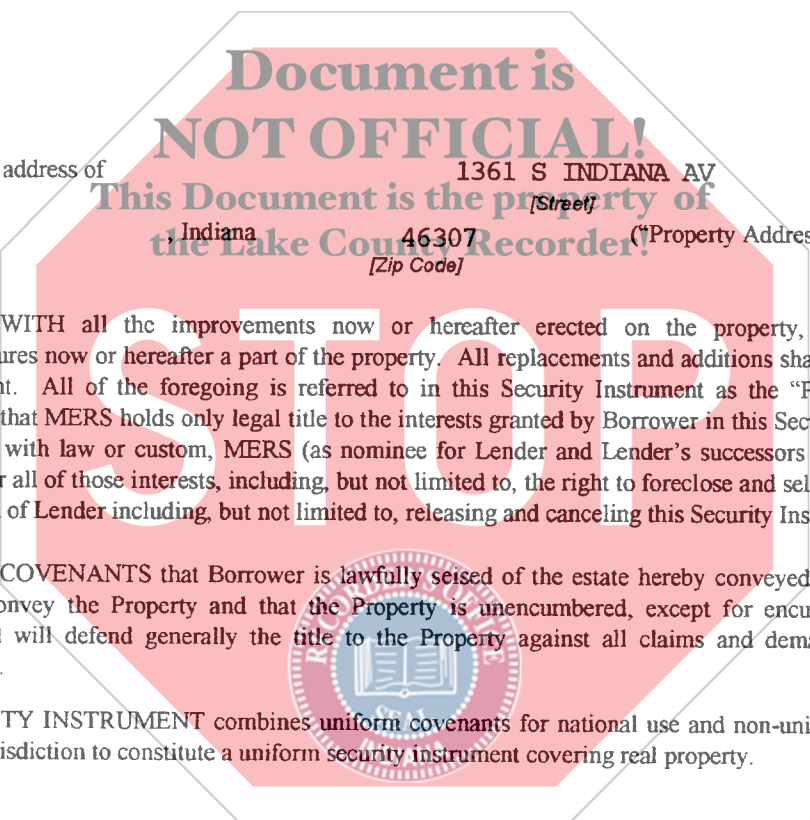 Document is
NOT OFFICIAL!
address of 1361 S INDIANA AV
This Document is the property of
[Street]
, Indiana 46307 ("Property Addres
the Lake County Recorder!
[Zip Code]
WITH all the improvements now or hereafter erected on the property,
ures now or hereafter a part of the property. All replacements and additions sha
nt. All of the foregoing is referred to in this Security Instrument as the "P
that MERS holds only legal title to the interests granted by Borrower in this Sec
with law or custom, MERS (as nominee for Lender and Lender's successors
r all of those interests, including, but not limited to, the right to foreclose and sel
of Lender including, but not limited to, releasing and canceling this Security Ins
STOP
COVENANTS that Borrower is lawfully seised of the estate hereby conveyed
onvey the Property and that the Property is unencumbered, except for encu
will defend generally the title to the Property against all claims and dema
.
TY INSTRUMENT combines uniform covenants for national use and non-uni
isdiction to constitute a uniform security instrument covering real property.
RECORDER'S OFFICE
SEAL
INDIANA